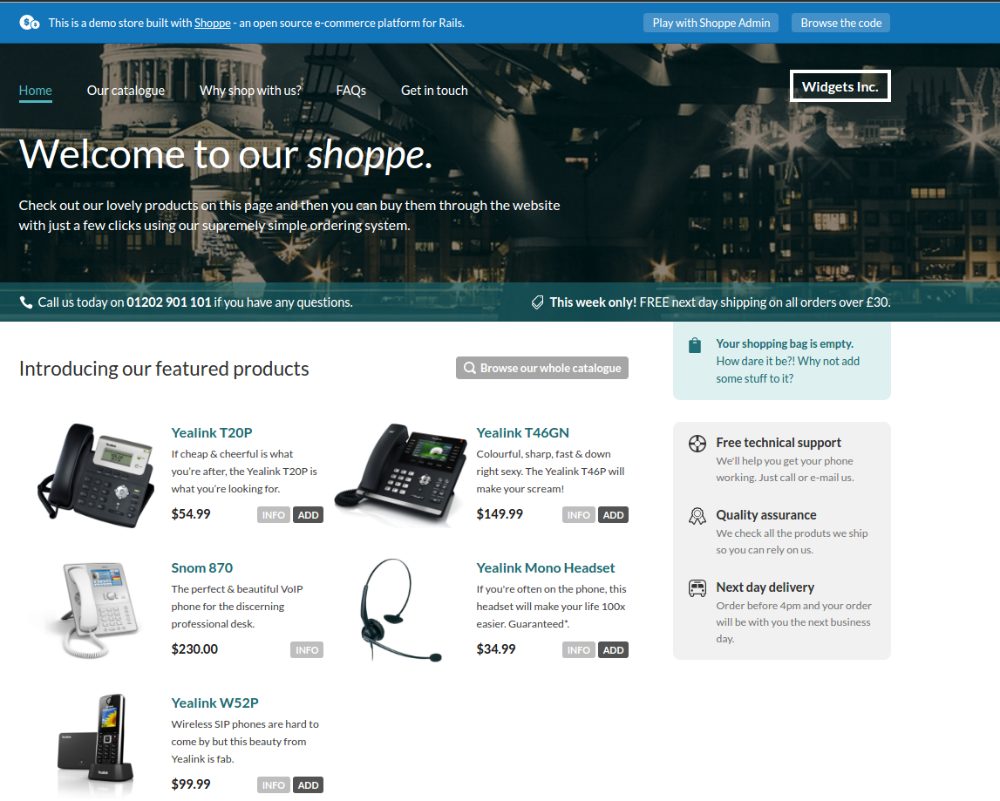 This is a demo store built with Shoppe - an open source e-commerce platform for Rails.
Play with Shoppe Admin
Browse the code
Home
Our catalogue
Why shop with us?
FAQs
Get in touch
Widgets Inc.
Welcome to our shoppe.
Check out our lovely products on this page and then you can buy them through the website
with just a few clicks using our supremely simple ordering system.
Call us today on 01202 901 101 if you have any questions.
This week only! FREE next day shipping on all orders over £30.
Your shopping bag is empty.
How dare it be?! Why not add
some stuff to it?
Introducing our featured products
Browse our whole catalogue
Yealink T20P
If cheap & cheerful is what
you're after, the Yealink T20P is
what you're looking for.
$54.99
INFO
ADD
Yealink T46GN
Colourful, sharp, fast & down
right sexy. The Yealink T46P will
make your scream!
$149.99
INFO
ADD
Snom 870
The perfect & beautiful VoIP
phone for the discerning
professional desk.
$230.00
INFO
Yealink Mono Headset
If you're often on the phone, this
headset will make your life 100x
easier. Guaranteed*.
$34.99
INFO
ADD
Yealink W52P
Wireless SIP phones are hard to
come by but this beauty from
Yealink is fab.
$99.99
INFO
ADD
Free technical support
We'll help you get your phone
working. Just call or e-mail us.
Quality assurance
We check all the produts we ship
so you can rely on us.
Next day delivery
Order before 4pm and your order
will be with you the next business
day.